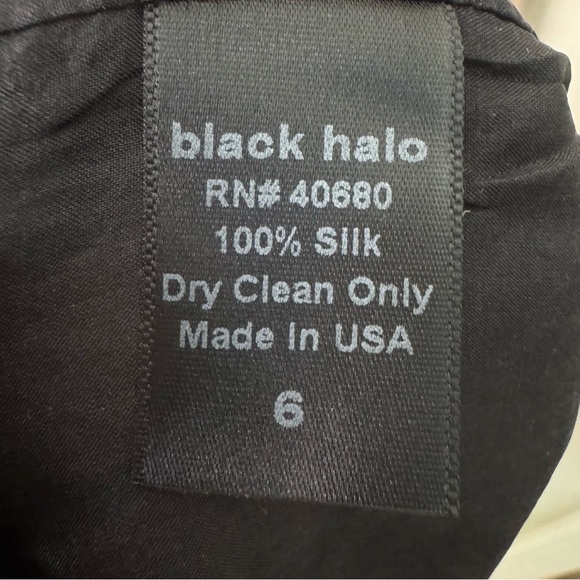 black halo
RN# 40680
100% Silk
Dry Clean Only
Made In USA
6